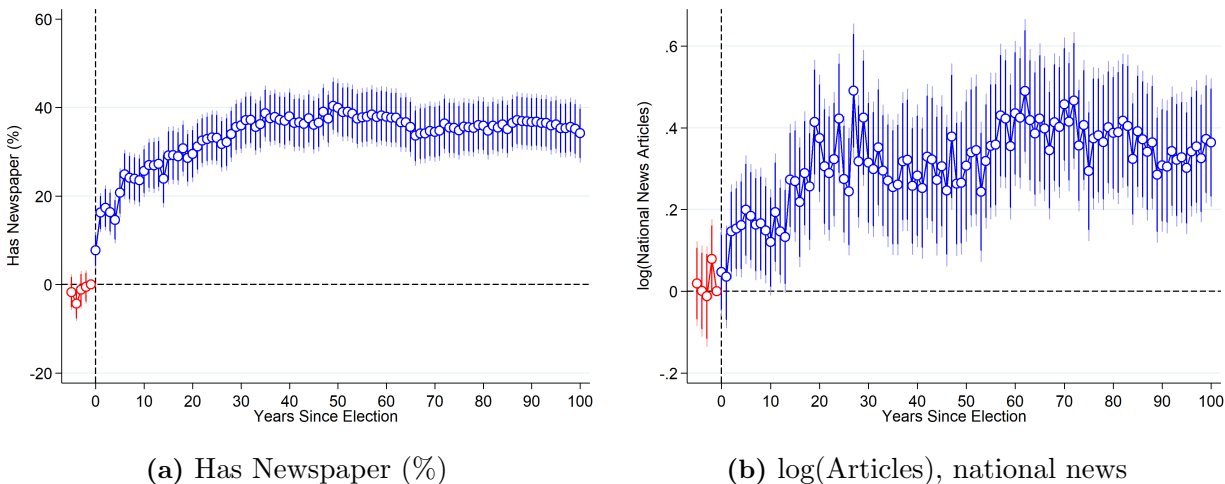 60
40
20
0
-20
Has Newspaper (%)
0 10 20 30 40 50 60 70 80 90 100
Years Since Election
(a) Has Newspaper (%)
.6
.4
.2
0
-.2
log(National News Articles)
0 10 20 30 40 50 60 70 80 90 100
Years Since Election
(b) log(Articles), national news